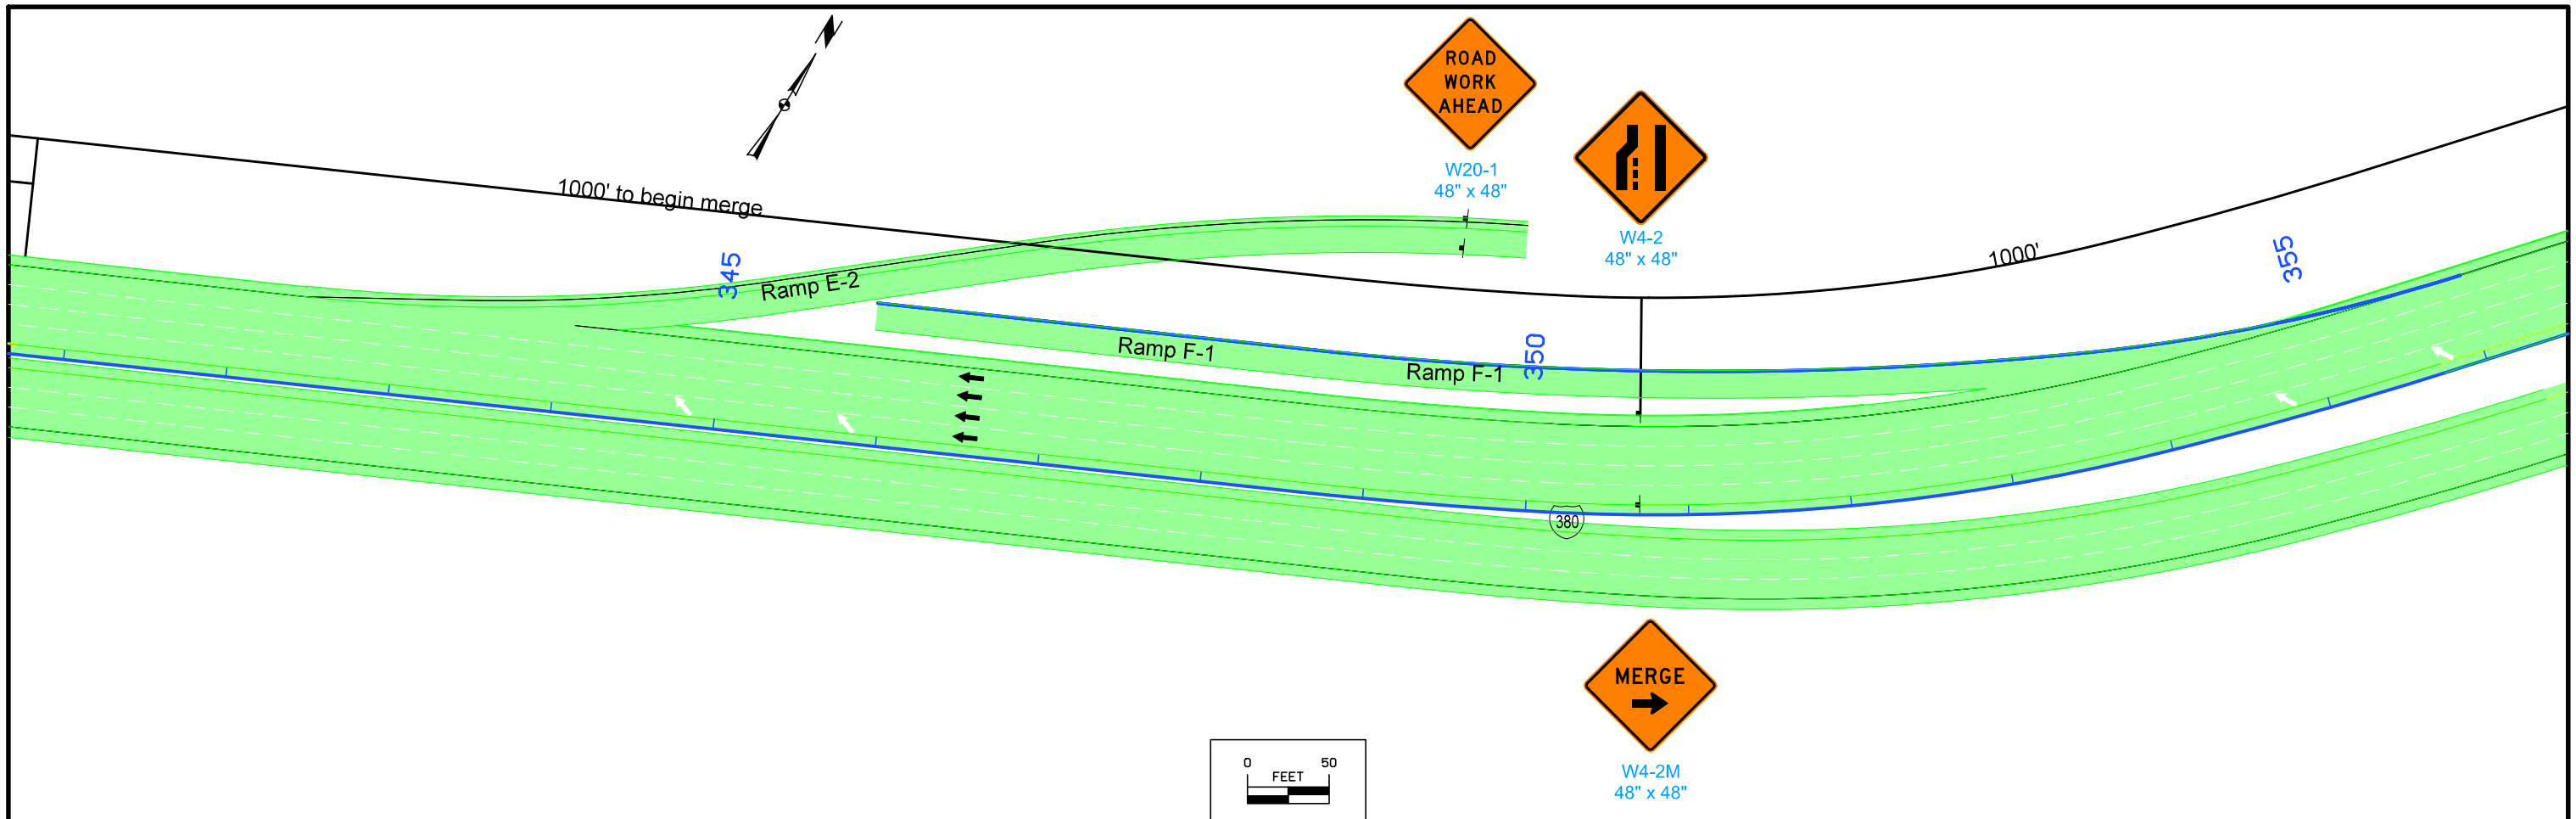 ROAD
WORK
AHEAD
W20-1
48" x 48"
W4-2
48" x 48"
1000' to begin merge
1000'
345
Ramp E-2
355
Ramp F-1
350
Ramp F-1
380
MERGE
W4-2M
48" x 48"
0 50
FEET